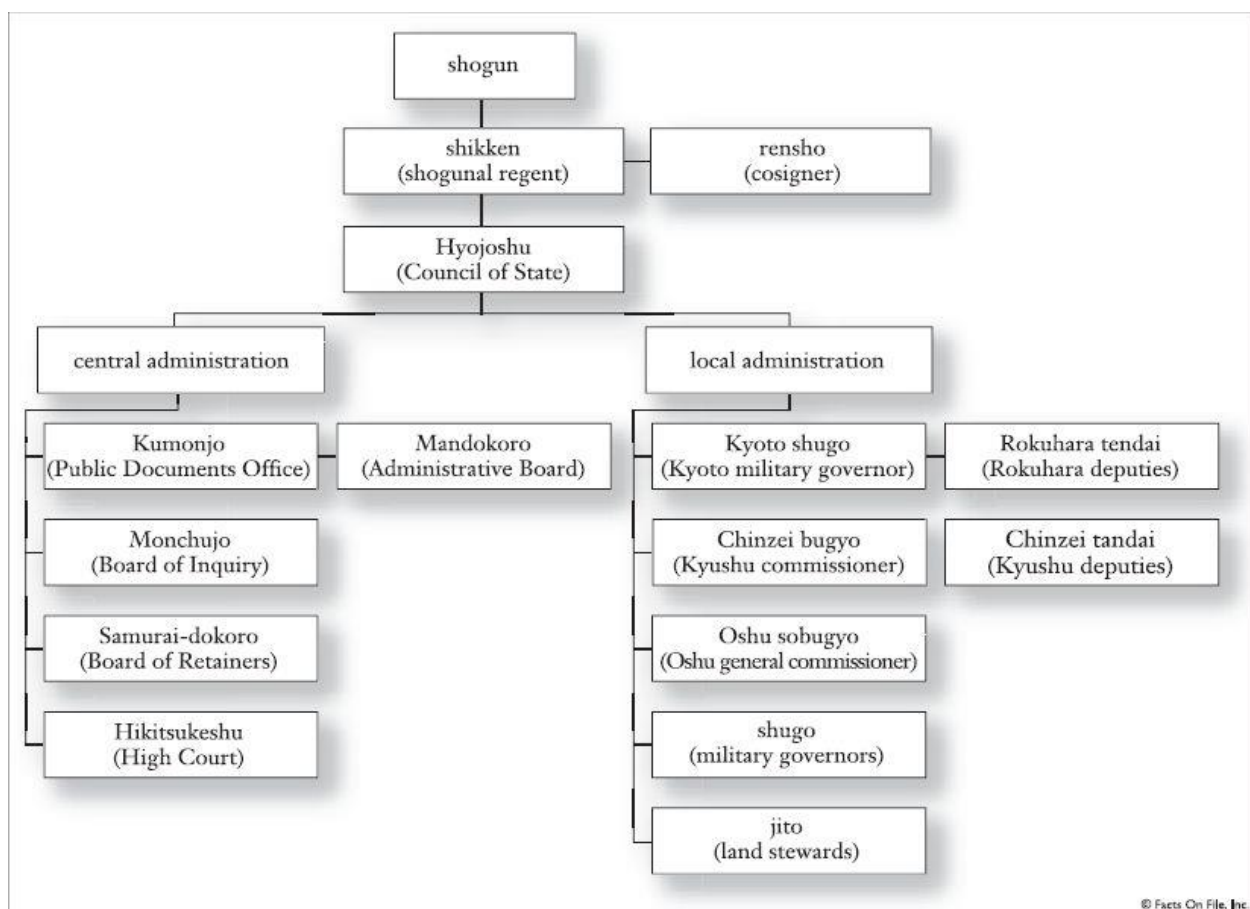 shogun
shikken
(shogunal regent)
rensho
(cosigner)
Hyojoshu
(Council of State)
central administration
local administration
Kumonjo
(Public Documents Office)
Mandokoro
(Administrative Board)
Kyoto shugo
(Kyoto military governor)
Rokuhara tendai
(Rokuhara deputies)
Monchujo
(Board of Inquiry)
Chinzei bugyo
(Kyushu commissioner)
Chinzei tandai
(Kyushu deputies)
Samurai-dokoro
(Board of Retainers)
Oshu sobugyo
(Oshu general commissioner)
Hikitsukeshu
(High Court)
shugo
(military governors)
jito
(land stewards)
© Facts On File, Inc.